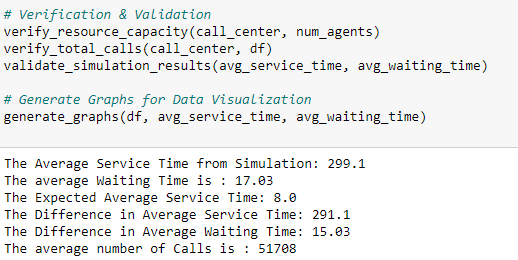 # Verification & Validation
verify_resource_capacity(call_center, num_agents)
verify_total_calls(call_center, df)
validate_simulation_results(avg_service_time, avg_waiting_time)
# Generate Graphs for Data Visualization
generate_graphs(df, avg_service_time, avg_waiting_time)
The Average Service Time from Simulation: 299.1
The average Waiting Time is : 17.03
The Expected Average Service Time: 8.0
The Difference in Average Service Time: 291.1
The Difference in Average Waiting Time: 15.03
The average number of Calls is : 51708